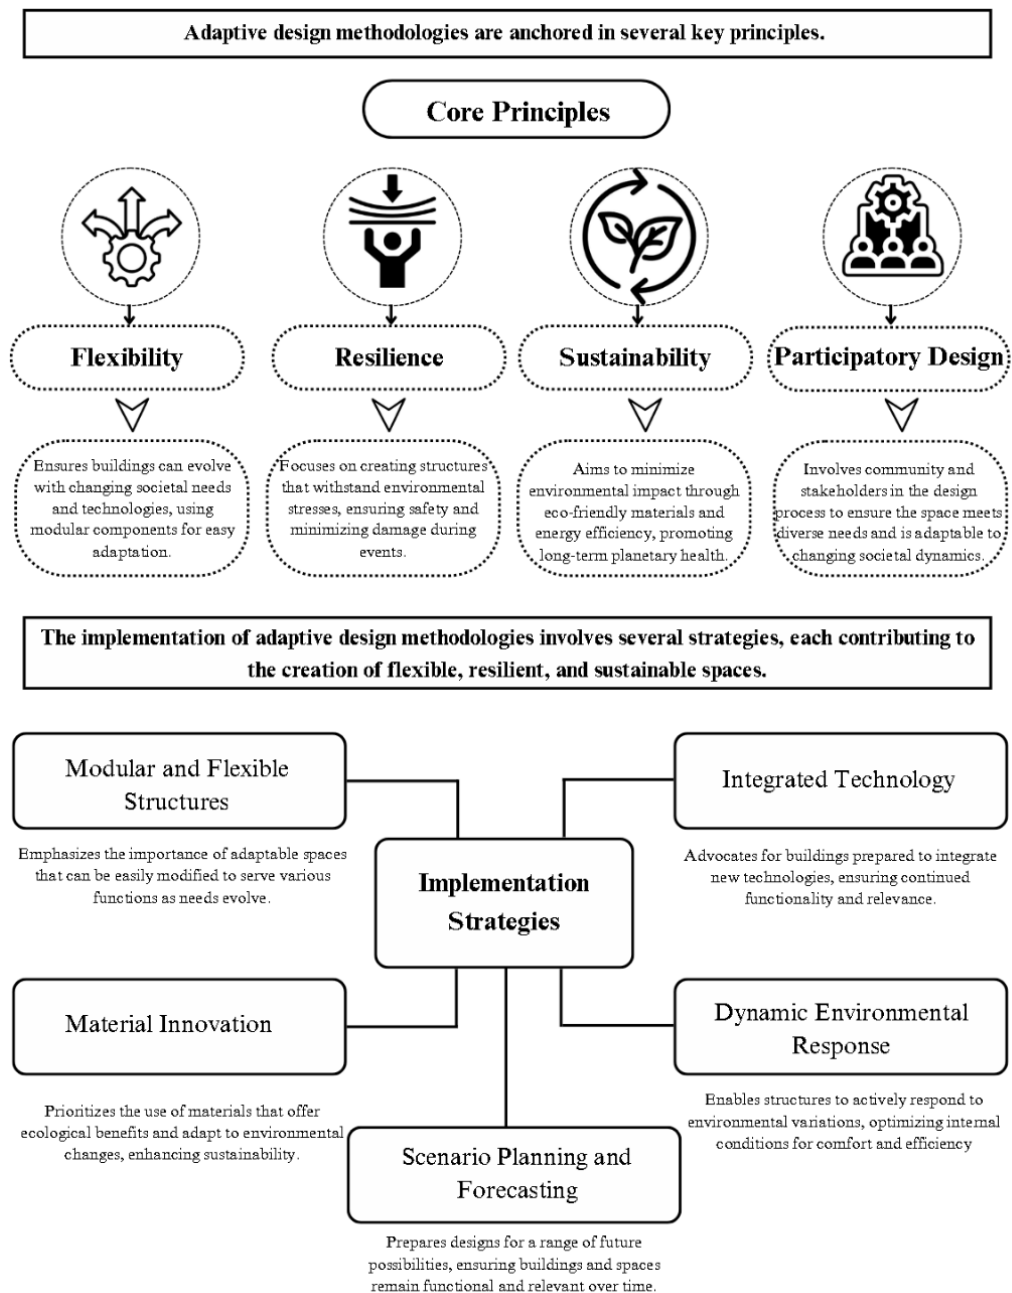 Adaptive design methodologies are anchored in several key principles.
Core Principles
Flexibility
Resilience
Sustainability
Participatory Design
Ensures buildings can evolve
with changing societal needs
and technologies, using
modular components for easy
adaptation.
Focuses on creating structures
that withstand environmental
stresses, ensuring safety and
minimizing damage during
events.
Aims to minimize
environmental impact through
eco-friendly materials and
energy efficiency, promoting
long-term planetary health.
Involves community and
stakeholders in the design
process to ensure the space meets
diverse needs and is adaptable to
changing societal dynamics.
The implementation of adaptive design methodologies involves several strategies, each contributing to
the creation of flexible, resilient, and sustainable spaces.
Modular and Flexible
Structures
Emphasizes the importance of adaptable spaces
that can be easily modified to serve various
functions as needs evolve.
Integrated Technology
Advocates for buildings prepared to integrate
new technologies, ensuring continued
functionality and relevance.
Implementation
Strategies
Material Innovation
Prioritizes the use of materials that offer
ecological benefits and adapt to environmental
changes, enhancing sustainability.
Dynamic Environmental
Response
Enables structures to actively respond to
environmental variations, optimizing internal
conditions for comfort and efficiency
Scenario Planning and
Forecasting
Prepares designs for a range of future
possibilities, ensuring buildings and spaces
remain functional and relevant over time.